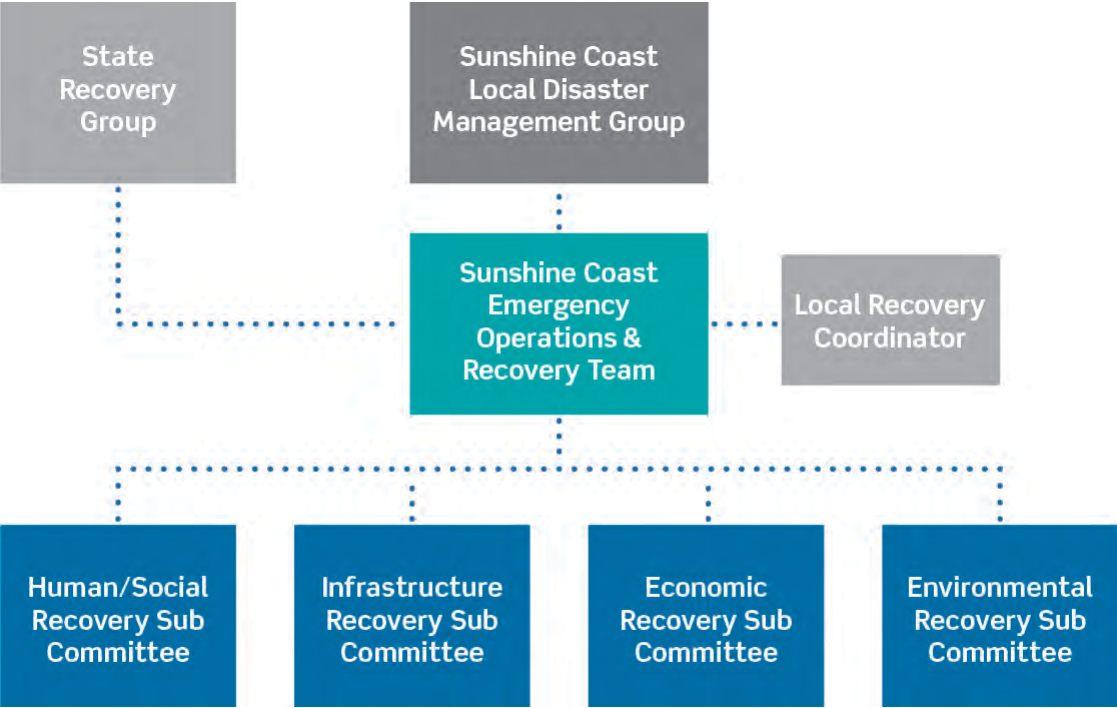 State
Recovery
Group
Sunshine Coast
Local Disaster
Management Group
Sunshine Coast
Emergency
Operations &
Recovery Team
Local Recovery
Coordinator
Human/Social
Recovery Sub
Committee
Infrastructure
Recovery Sub
Committee
Economic
Recovery Sub
Committee
Environmental
Recovery Sub
Committee